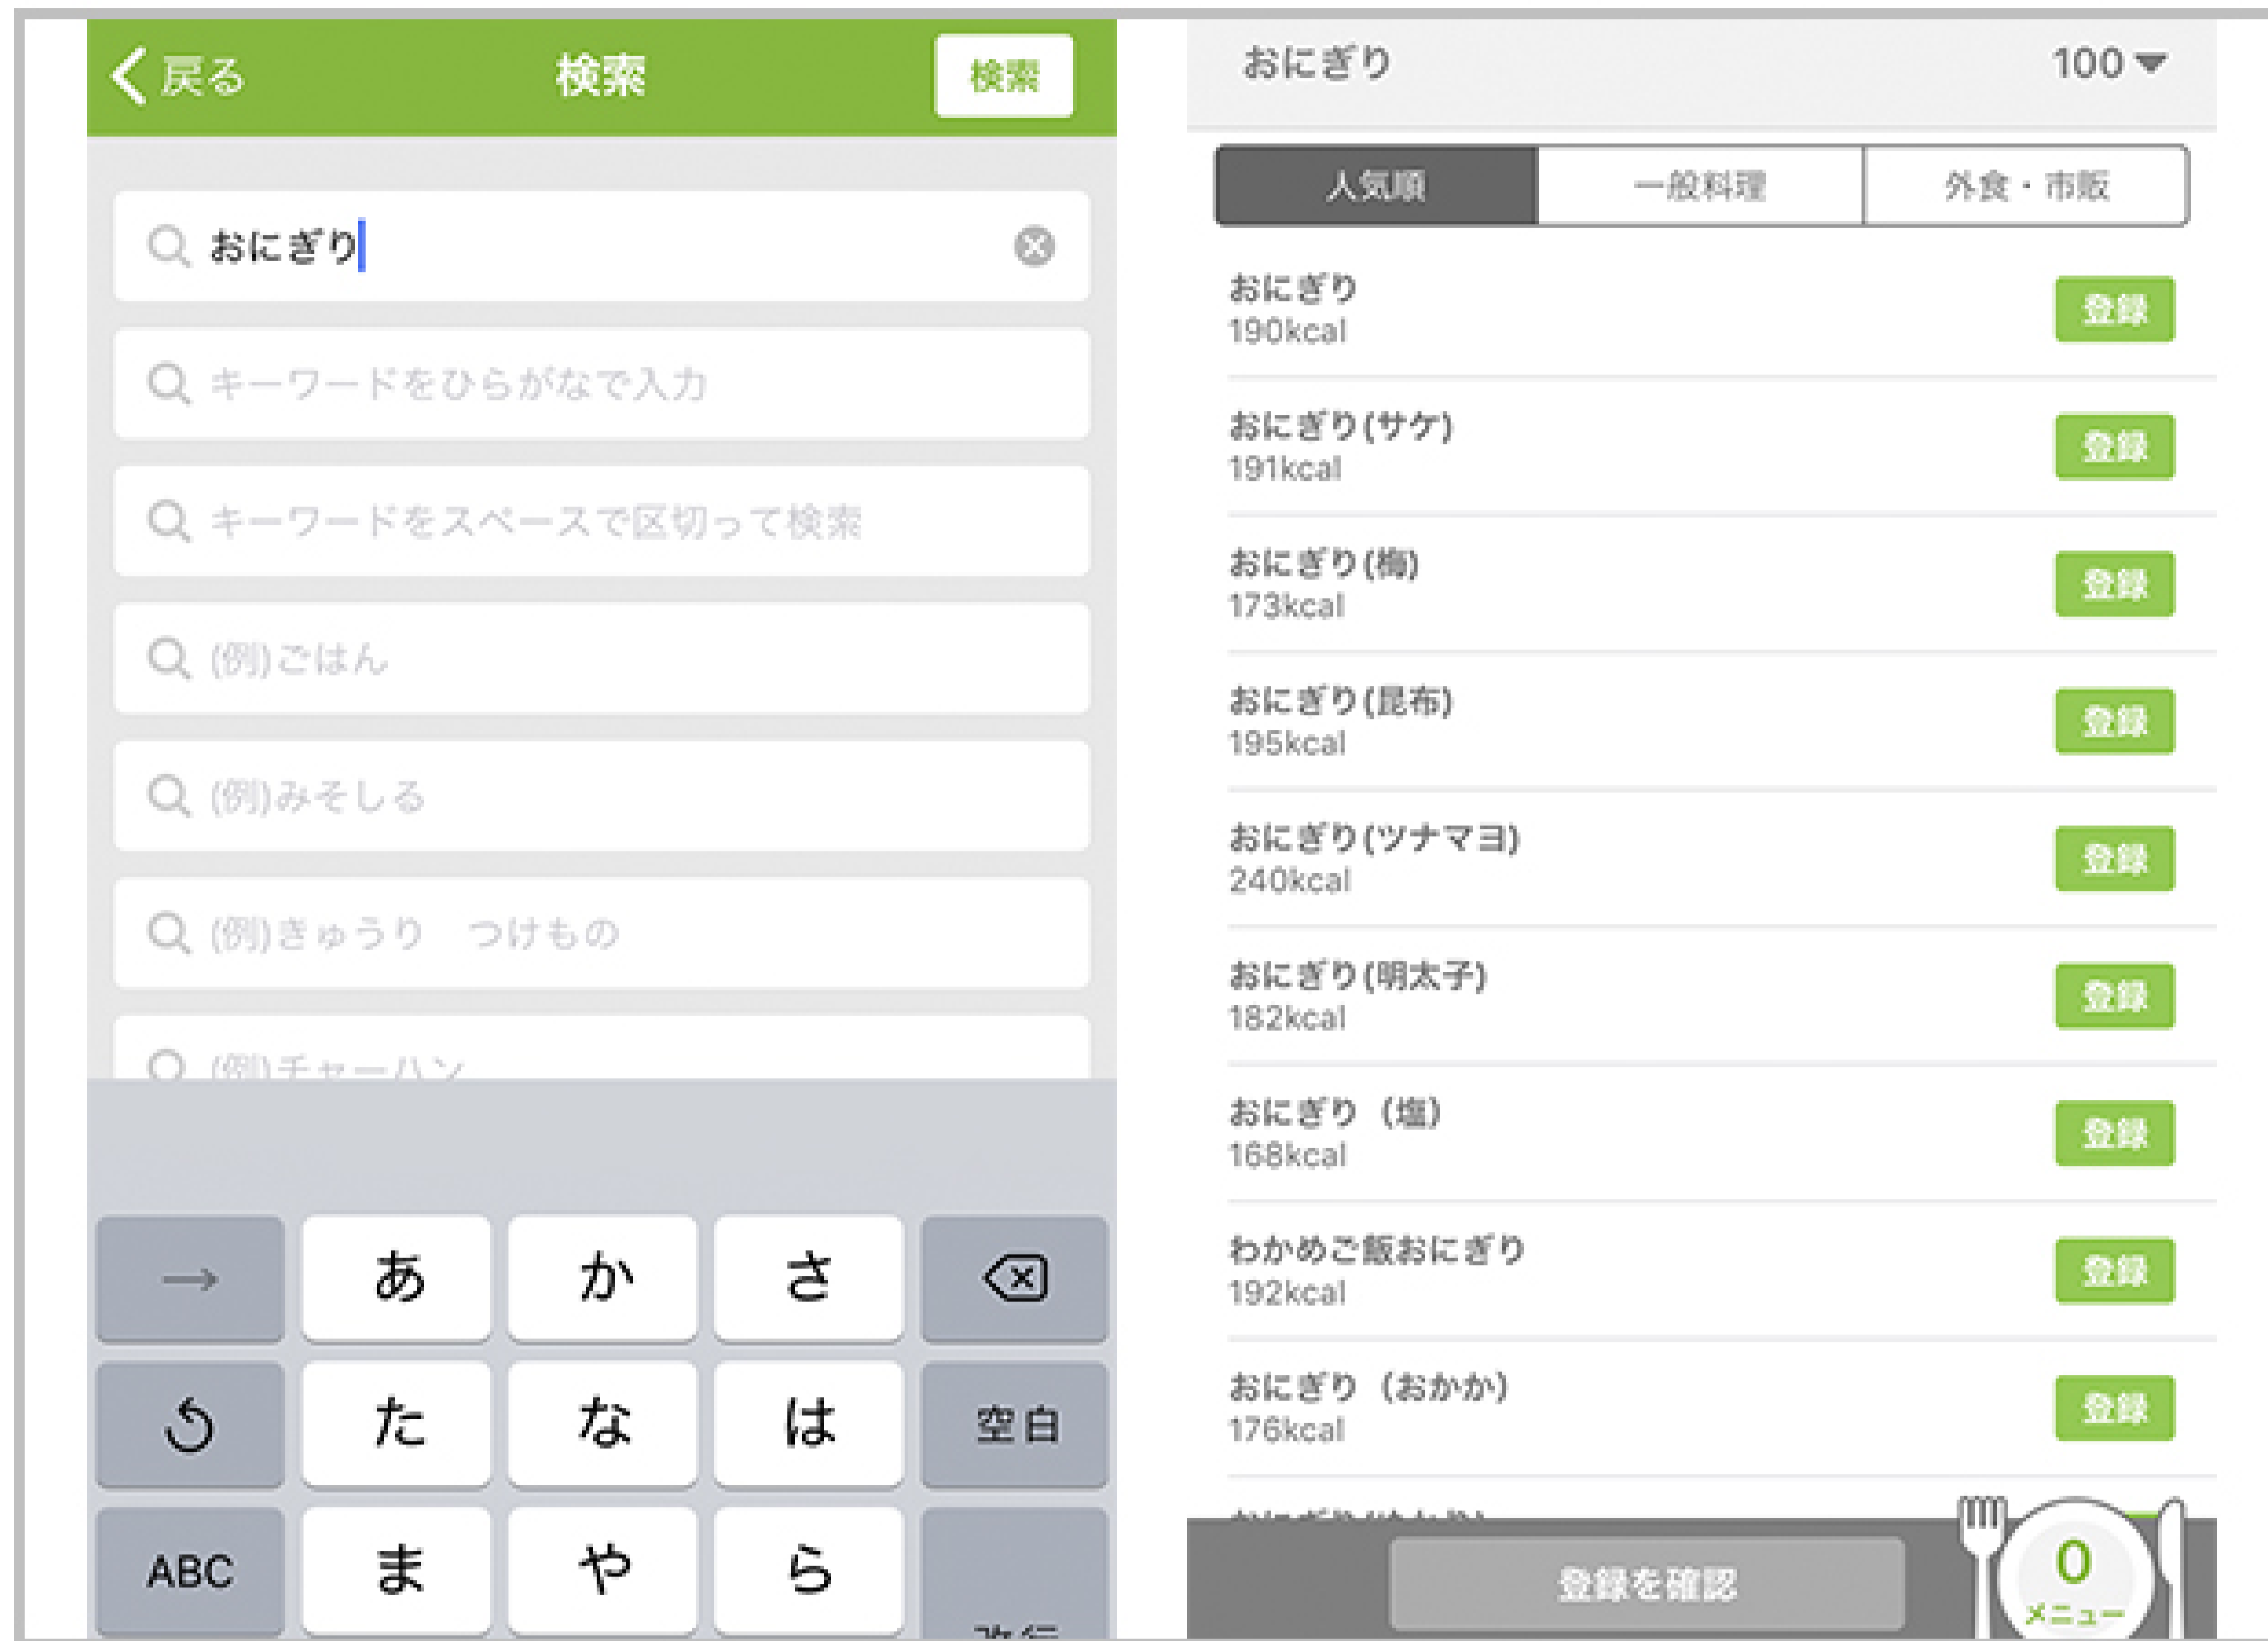 戻る
検索
検索
おにぎり
キーワードをひらがなで入力
キーワードをスペースで区切って検索
(例)ごはん
(例)みそしる
(例)きゅうり　つけもの
(例)チャーハン
→
あ
か
さ
た
な
は
空白
ABC
ま
や
ら
改行
おにぎり
100
人気順
一般料理
外食・市販
おにぎり
190kcal
登録
おにぎり(サケ)
191kcal
登録
おにぎり(梅)
173kcal
登録
おにぎり(昆布)
195kcal
登録
おにぎり(ツナマヨ)
240kcal
登録
おにぎり(明太子)
182kcal
登録
おにぎり（塩）
168kcal
登録
わかめご飯おにぎり
192kcal
登録
おにぎり（おかか）
176kcal
登録
登録を確認
0
メニュー